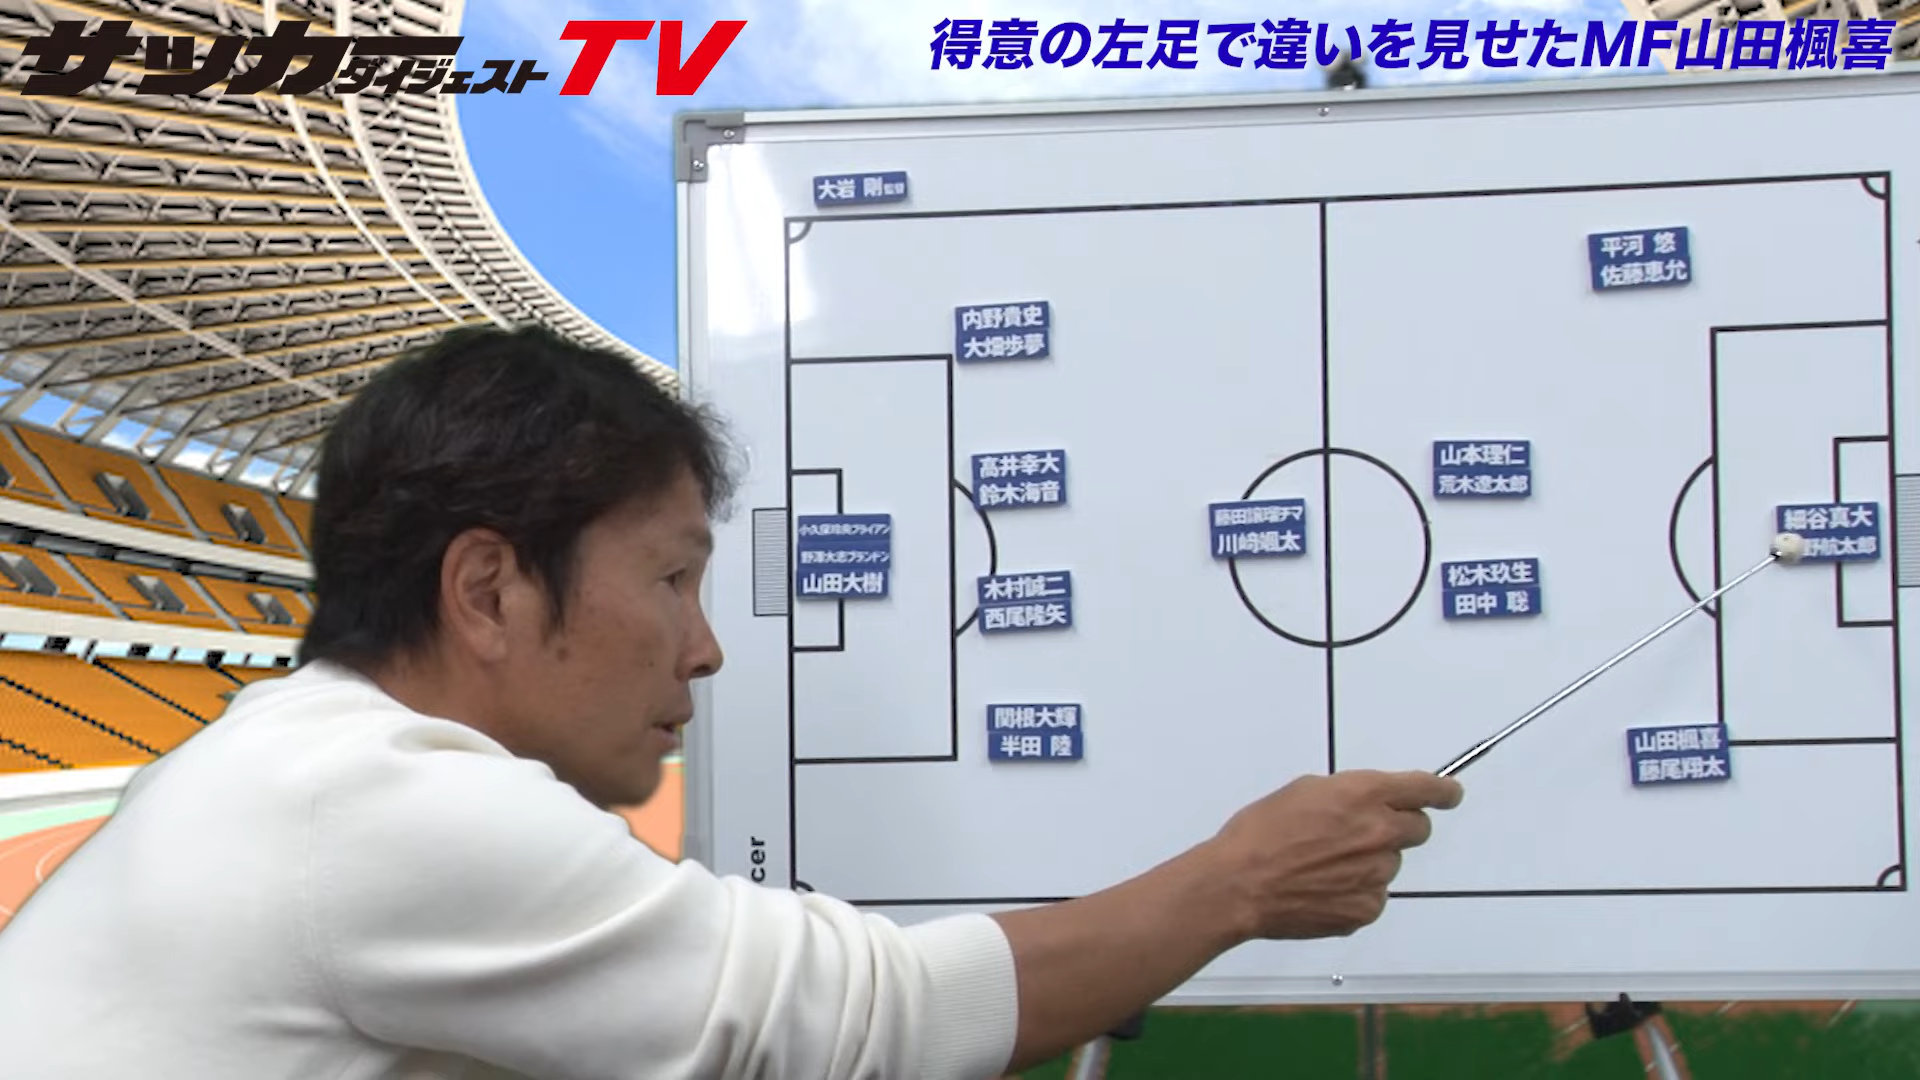 サッカーダイジェストTV
得意の左足で違いを見せたMF山田楓喜
大岩 剛監督
平河 悠
佐藤恵允
内野貴史
大畑歩夢
山本理仁
荒木遼太郎
高井幸大
鈴木海音
細谷真大
野航太郎
藤田譲瑠チマ
川﨑颯太
小久保玲央ブライアン
野澤大志ブランドン
山田大樹
松木玖生
田中 聡
木村誠二
西尾隆矢
関根大輝
半田 陸
山田楓喜
藤尾翔太
cer